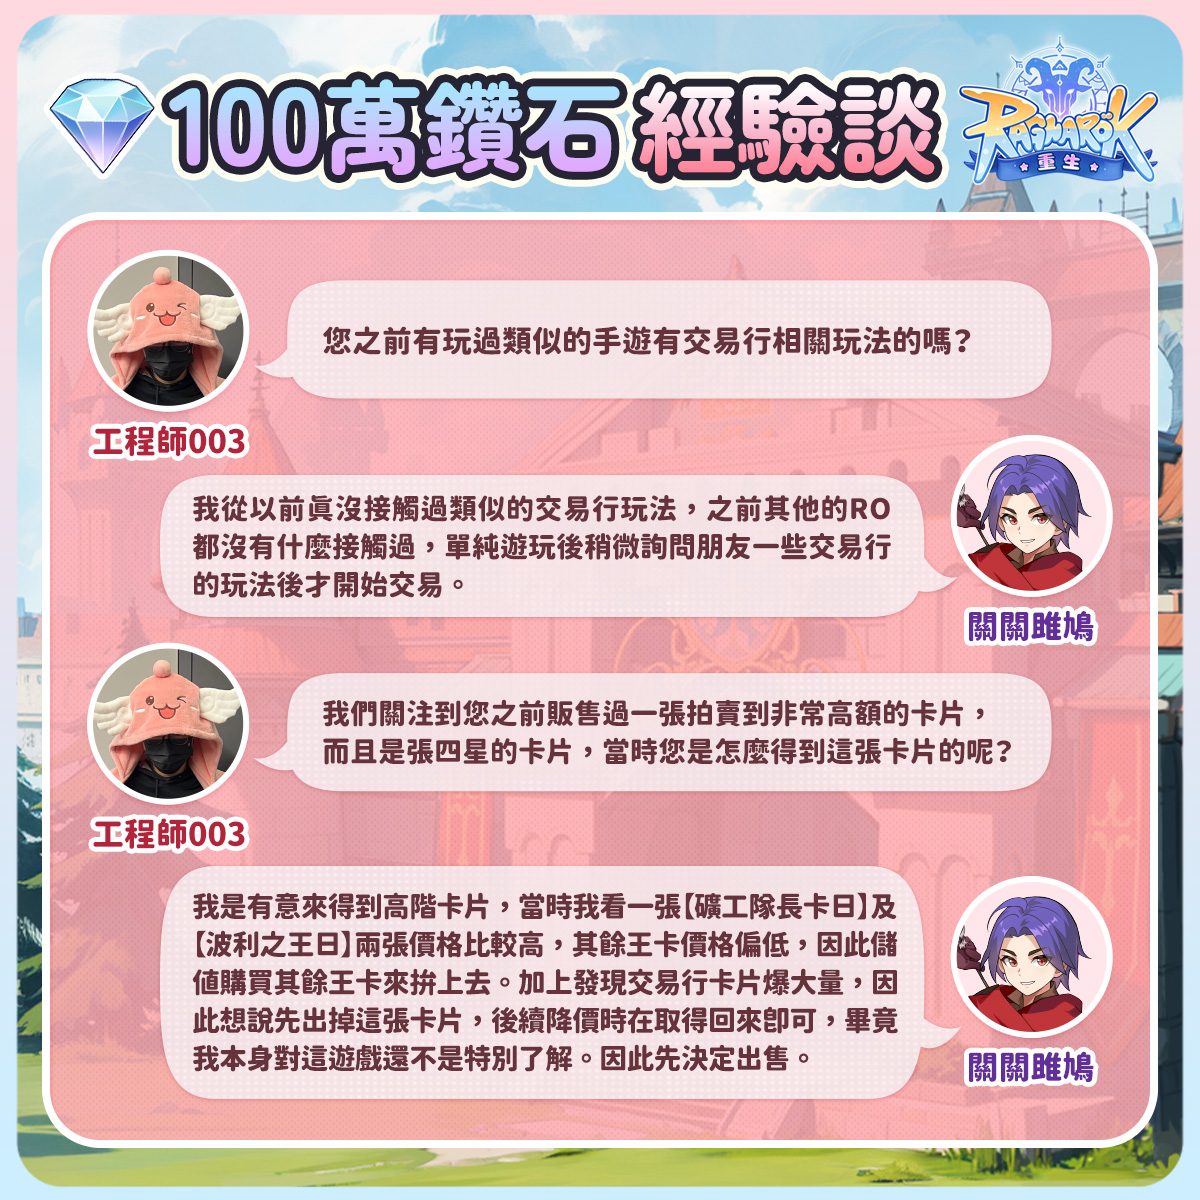 100萬鑽石 經驗談
RAGNARÖK
重生
您之前有玩過類似的手遊有交易行相關玩法的嗎？
工程師003
我從以前真沒接觸過類似的交易行玩法，之前其他的RO
都沒有什麼接觸過，單純遊玩後稍微詢問朋友一些交易行
的玩法後才開始交易。
關關雎鳩
我們關注到您之前販售過一張拍賣到非常高額的卡片，
而且是張四星的卡片，當時您是怎麼得到這張卡片的呢？
工程師003
我是有意來得到高階卡片，當時我看一張【礦工隊長卡日】及
【波利之王日】兩張價格比較高，其餘王卡價格偏低，因此儲
值購買其餘王卡來拚上去。加上發現交易行卡片爆大量，因
此想說先出掉這張卡片，後續降價時在取得回來即可，畢竟
我本身對這遊戲還不是特別了解。因此先決定出售。
關關雎鳩